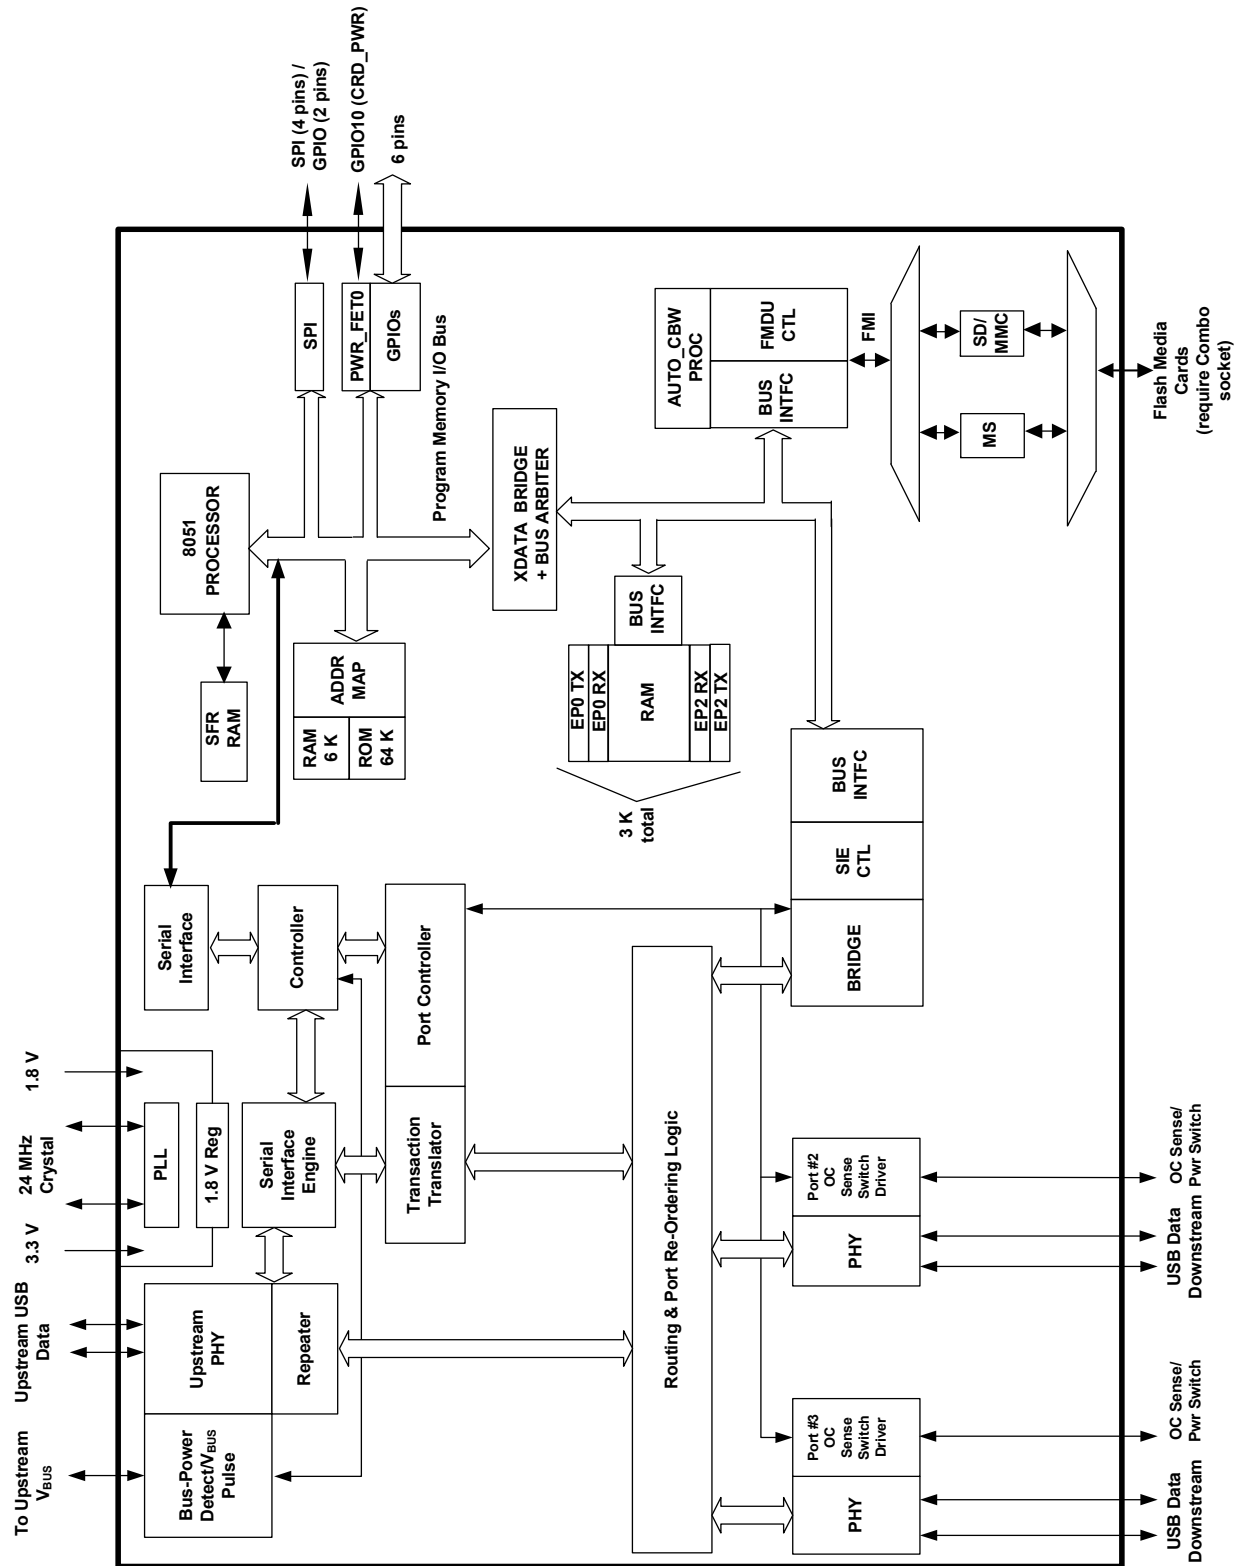 To Upstream
VBUS
Upstream USB
Data
3.3 V
24 MHz
Crystal
1.8 V
Bus-Power
Detect/VBUS
Pulse
Upstream
PHY
Repeater
PLL
1.8 V Reg
Serial
Interface
Engine
Serial
Interface
Controller
Transaction
Translator
Port Controller
SFR
RAM
8051
PROCESSOR
RAM
6 K
ROM
64 K
ADDR
MAP
SPI
PWR_FET0
GPIOs
SPI (4 pins) /
GPIO (2 pins)
GPIO10 (CRD_PWR)
6 pins
Program Memory I/O Bus
XDATA BRIDGE
+ BUS ARBITER
3 K
total
EP0 TX
EP0 RX
RAM
EP2 RX
EP2 TX
BUS
INTFC
AUTO_CBW
PROC
BUS
INTFC
FMDU
CTL
FMI
Routing & Port Re-Ordering Logic
BRIDGE
SIE
CTL
BUS
INTFC
MS
SD/
MMC
Flash Media
Cards
(require Combo
socket)
PHY
Port #3
OC
Sense
Switch
Driver
PHY
Port #2
OC
Sense
Switch
Driver
USB Data
Downstream
OC Sense/
Pwr Switch
USB Data
Downstream
OC Sense/
Pwr Switch